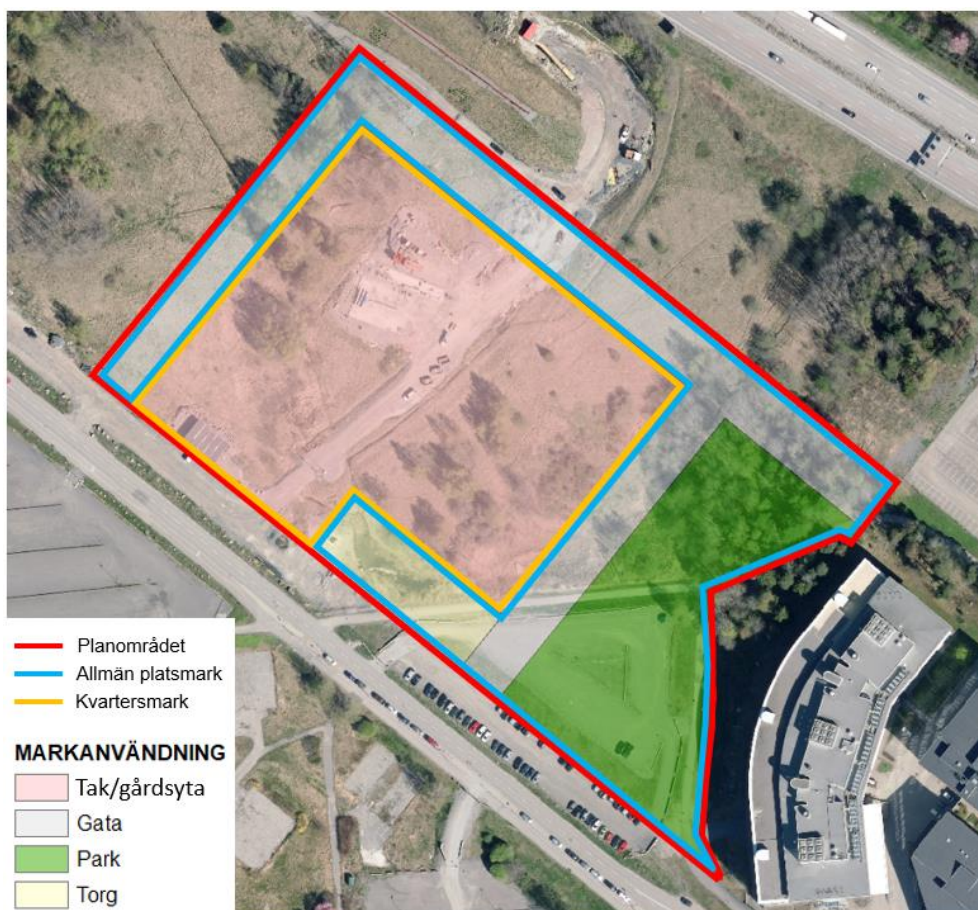 Planområdet
Allmän platsmark
Kvartersmark
MARKANVÄNDNING
Tak/gårdsyta
Gata
Park
Torg